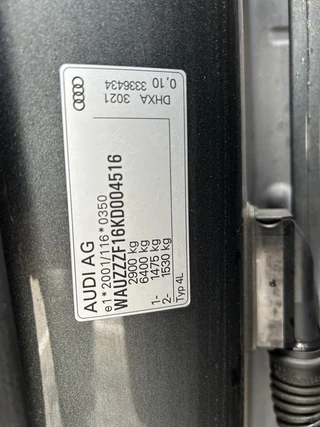 AUDI AG
e1*2001/116*0350
WAUZZZF16KD004516
2900 kg
6400 kg
1- 1475 kg
2- 1530 kg
Typ 4L
DHXA 3021
0,10 3336434